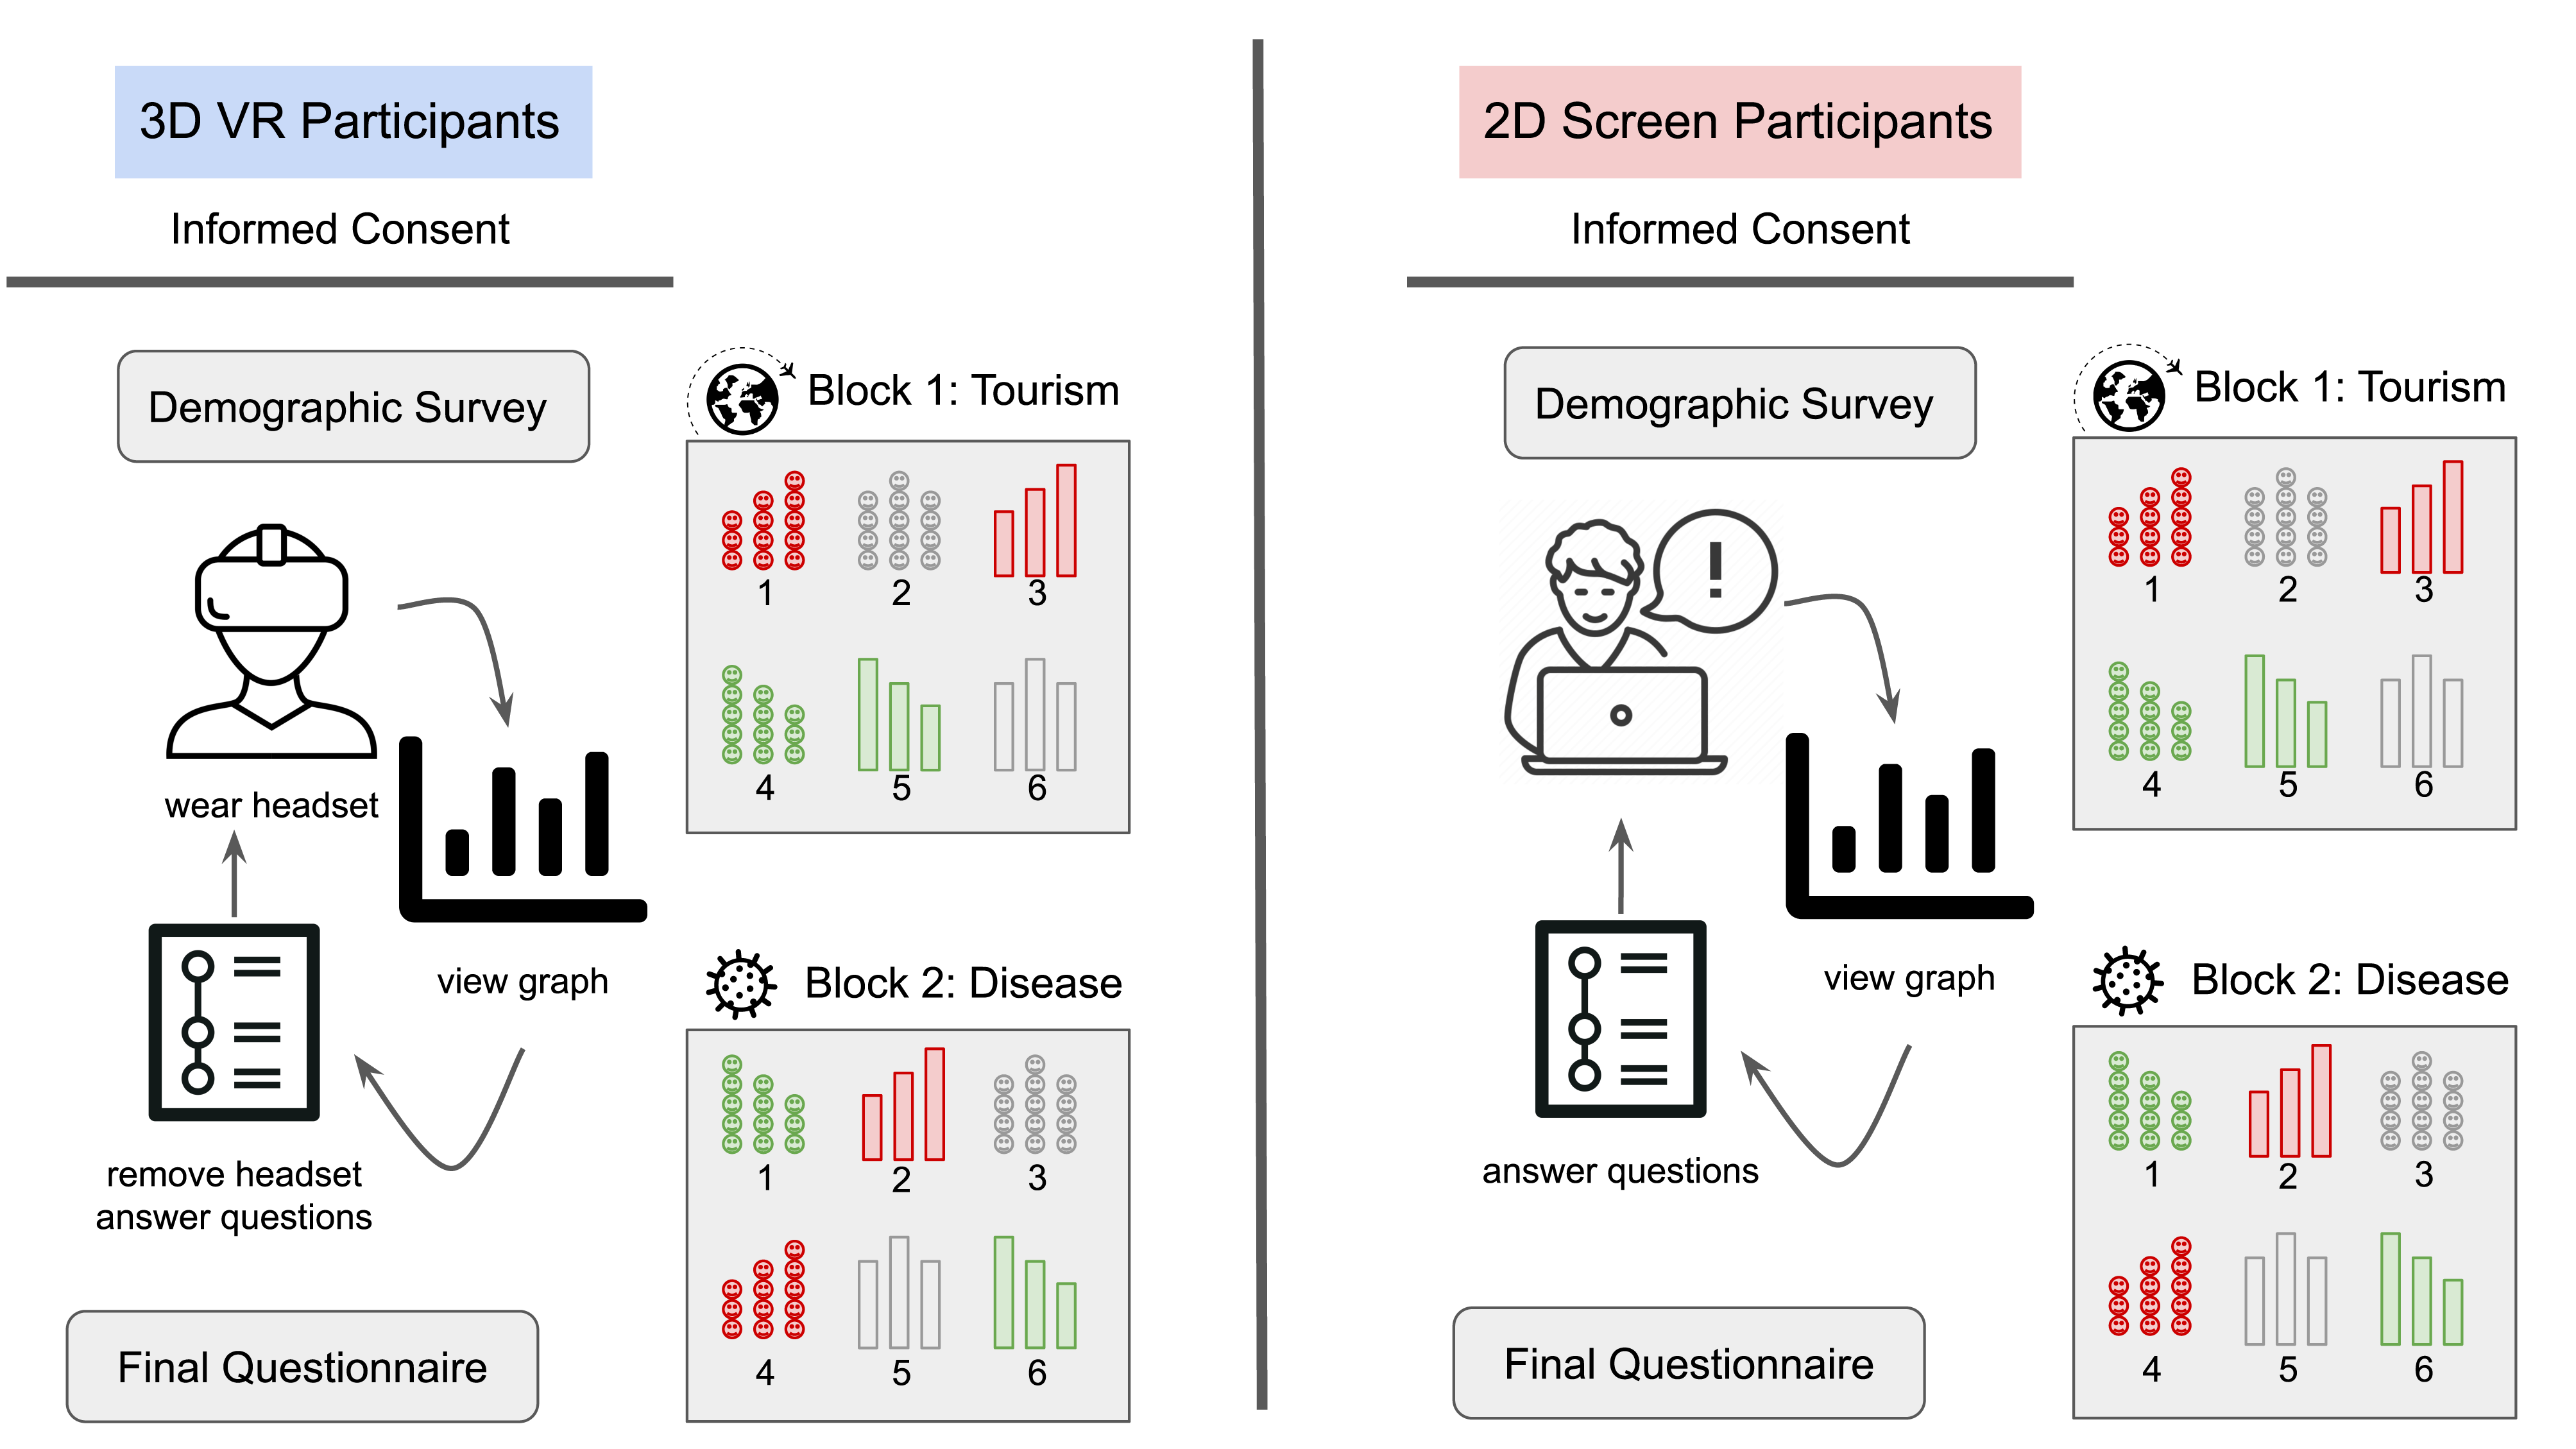 3D VR Participants
Informed Consent
Demographic Survey
wear headset
view graph
remove headset
answer questions
Final Questionnaire
Block 1: Tourism
1 2 3
4 5 6
Block 2: Disease
1 2 3
4 5 6
2D Screen Participants
Informed Consent
Demographic Survey
!
view graph
answer questions
Final Questionnaire
Block 1: Tourism
1 2 3
4 5 6
Block 2: Disease
1 2 3
4 5 6